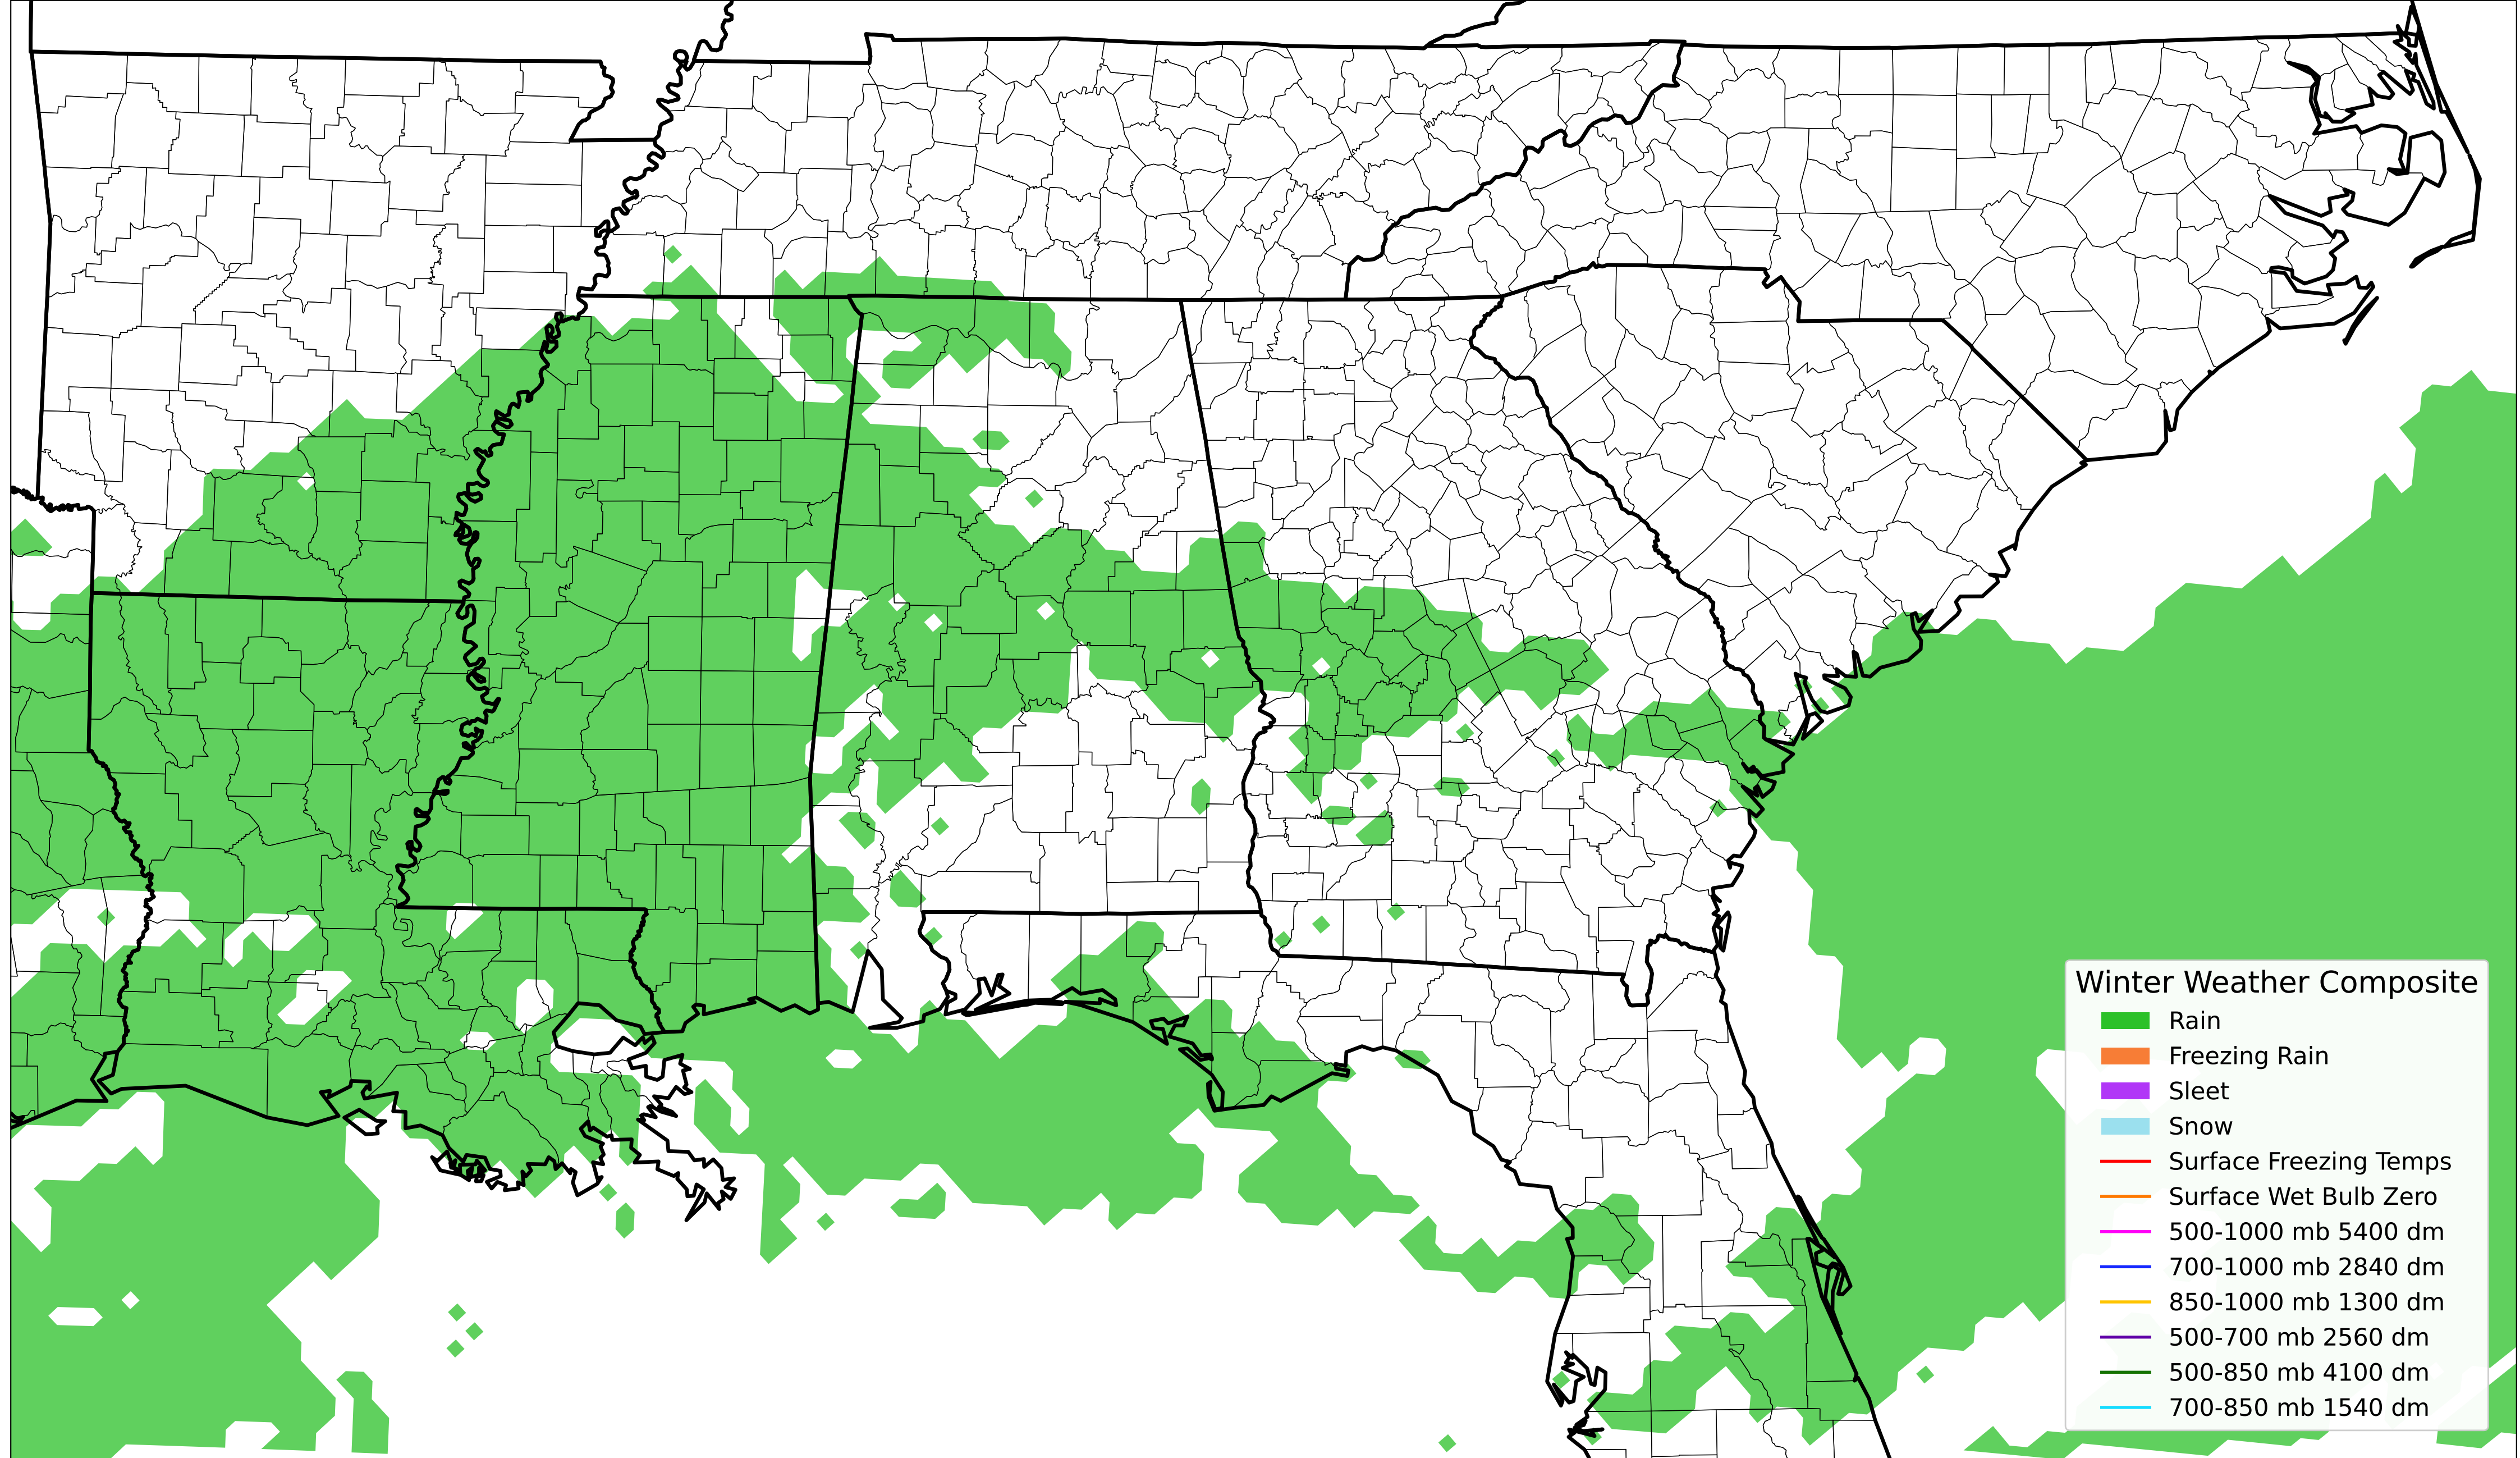 Winter Weather Composite
Rain
Freezing Rain
Sleet
Snow
Surface Freezing Temps
Surface Wet Bulb Zero
500-1000 mb 5400 dm
700-1000 mb 2840 dm
850-1000 mb 1300 dm
500-700 mb 2560 dm
500-850 mb 4100 dm
700-850 mb 1540 dm